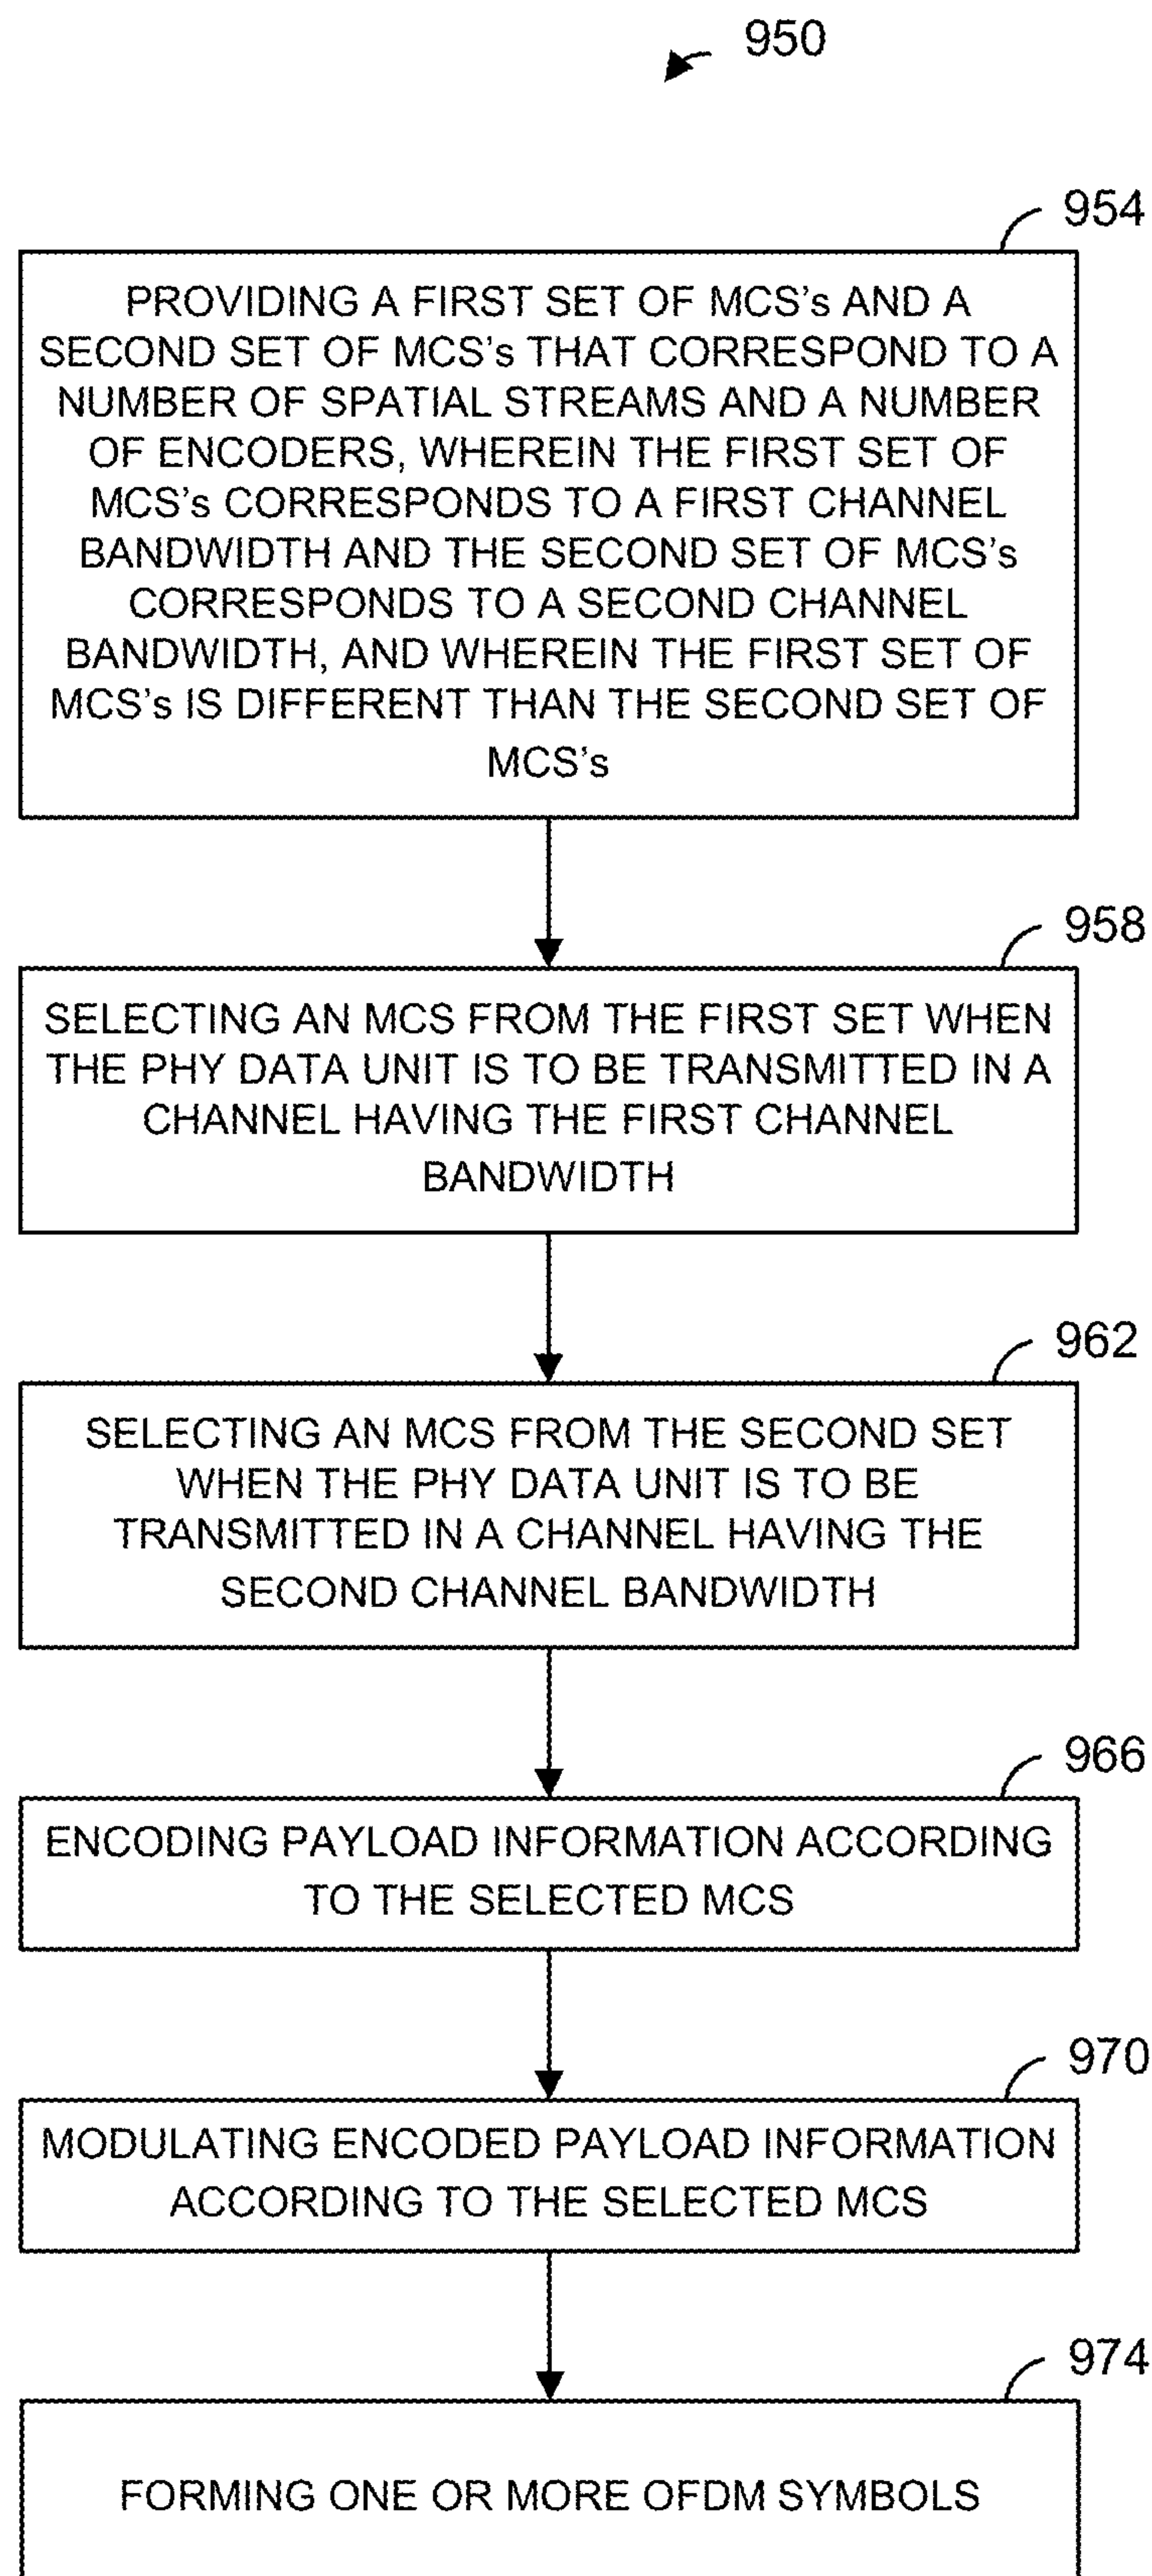 950
954
PROVIDING A FIRST SET OF MCS's AND A
SECOND SET OF MCS's THAT CORRESPOND TO A
NUMBER OF SPATIAL STREAMS AND A NUMBER
OF ENCODERS, WHEREIN THE FIRST SET OF
MCS's CORRESPONDS TO A FIRST CHANNEL
BANDWIDTH AND THE SECOND SET OF MCS's
CORRESPONDS TO A SECOND CHANNEL
BANDWIDTH, AND WHEREIN THE FIRST SET OF
MCS's IS DIFFERENT THAN THE SECOND SET OF
MCS's
958
SELECTING AN MCS FROM THE FIRST SET WHEN
THE PHY DATA UNIT IS TO BE TRANSMITTED IN A
CHANNEL HAVING THE FIRST CHANNEL
BANDWIDTH
962
SELECTING AN MCS FROM THE SECOND SET
WHEN THE PHY DATA UNIT IS TO BE
TRANSMITTED IN A CHANNEL HAVING THE
SECOND CHANNEL BANDWIDTH
966
ENCODING PAYLOAD INFORMATION ACCORDING
TO THE SELECTED MCS
970
MODULATING ENCODED PAYLOAD INFORMATION
ACCORDING TO THE SELECTED MCS
974
FORMING ONE OR MORE OFDM SYMBOLS